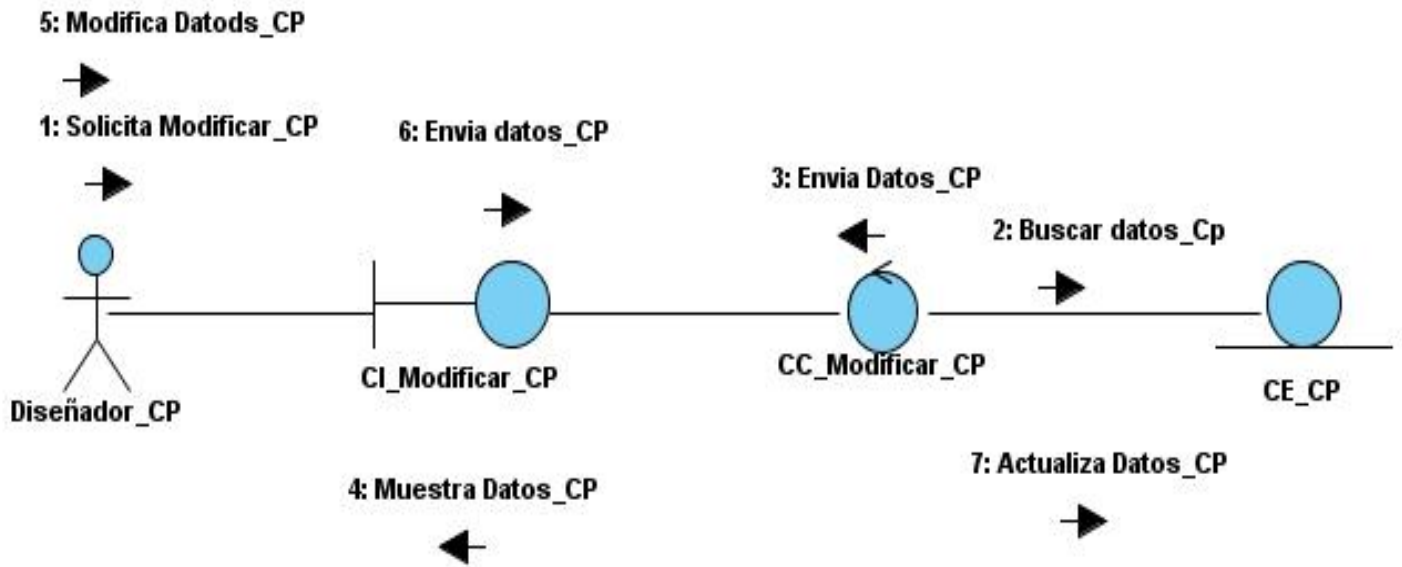 5: Modifica Datods_CP
1: Solicita Modificar_CP
6: Envia datos_CP
3: Envia Datos_CP
2: Buscar datos_Cp
CI_Modificar_CP
CC_Modificar_CP
CE_CP
Diseñador_CP
7: Actualiza Datos_CP
4: Muestra Datos_CP